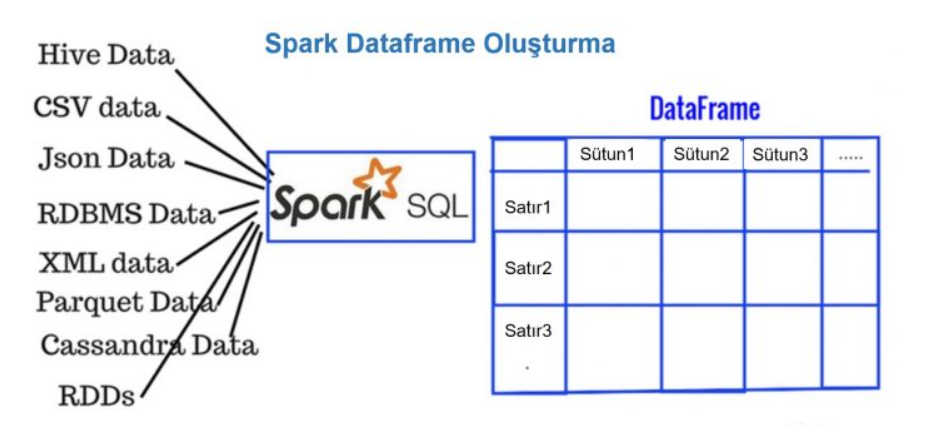 Spark Dataframe Oluşturma
Hive Data
CSV data
Json Data
RDBMS Data
XML data
Parquet Data
Cassandra Data
RDDs
Spark SQL
DataFrame
Sütun1 Sütun2 Sütun3 .....
Satır1
Satır2
Satır3
.